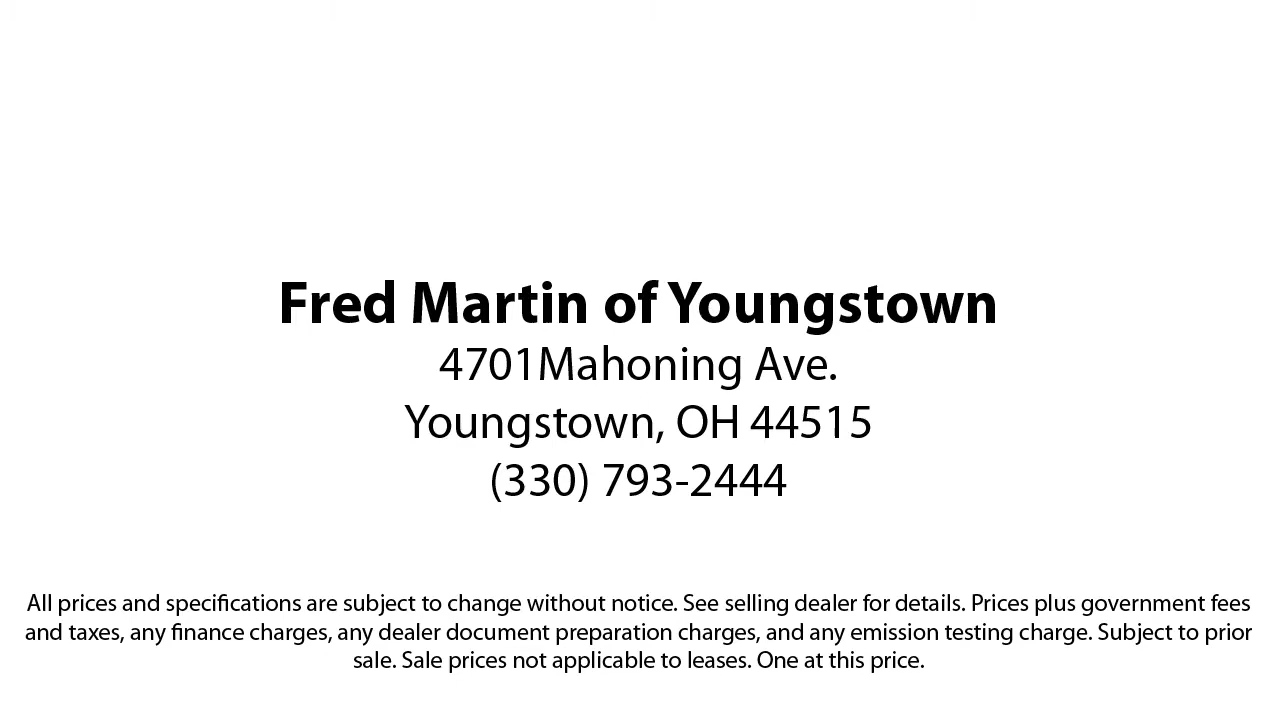 Fred Martin of Youngstown
4701Mahoning Ave.
Youngstown, OH 44515
(330) 793-2444
All prices and specifications are subject to change without notice. See selling dealer for details. Prices plus government fees
and taxes, any finance charges, any dealer document preparation charges, and any emission testing charge. Subject to prior
sale. Sale prices not applicable to leases. One at this price.